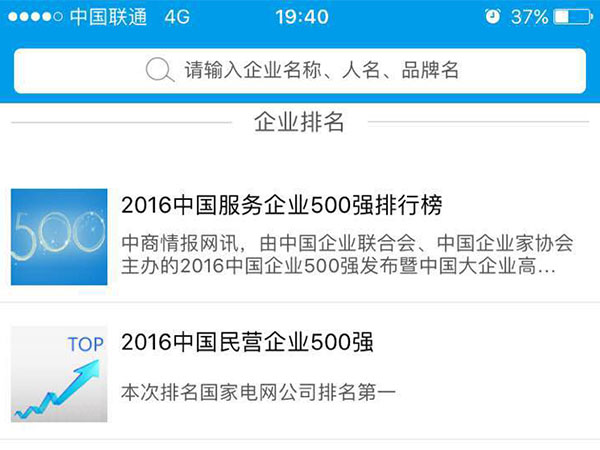 中国联通 4G 19:40 37%
请输入企业名称、人名、品牌名
企业排名
500
2016中国服务企业500强排行榜
中商情报网讯，由中国企业联合会、中国企业家协会
主办的2016中国企业500强发布暨中国大企业高...
TOP
2016中国民营企业500强
本次排名国家电网公司排名第一